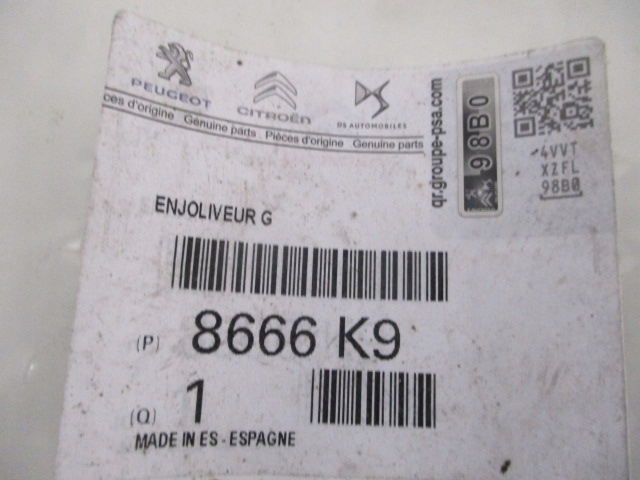 PEUGEOT
CITROËN
DS AUTOMOBILES
ces d'origine Genuine parts Pièces d'origine Genuine parts
qr.groupe-psa.com
98B0
4VVT
XZFL
98B0
ENJOLIVEUR G
(P) 8666 K9
(Q) 1
MADE IN ES - ESPAGNE